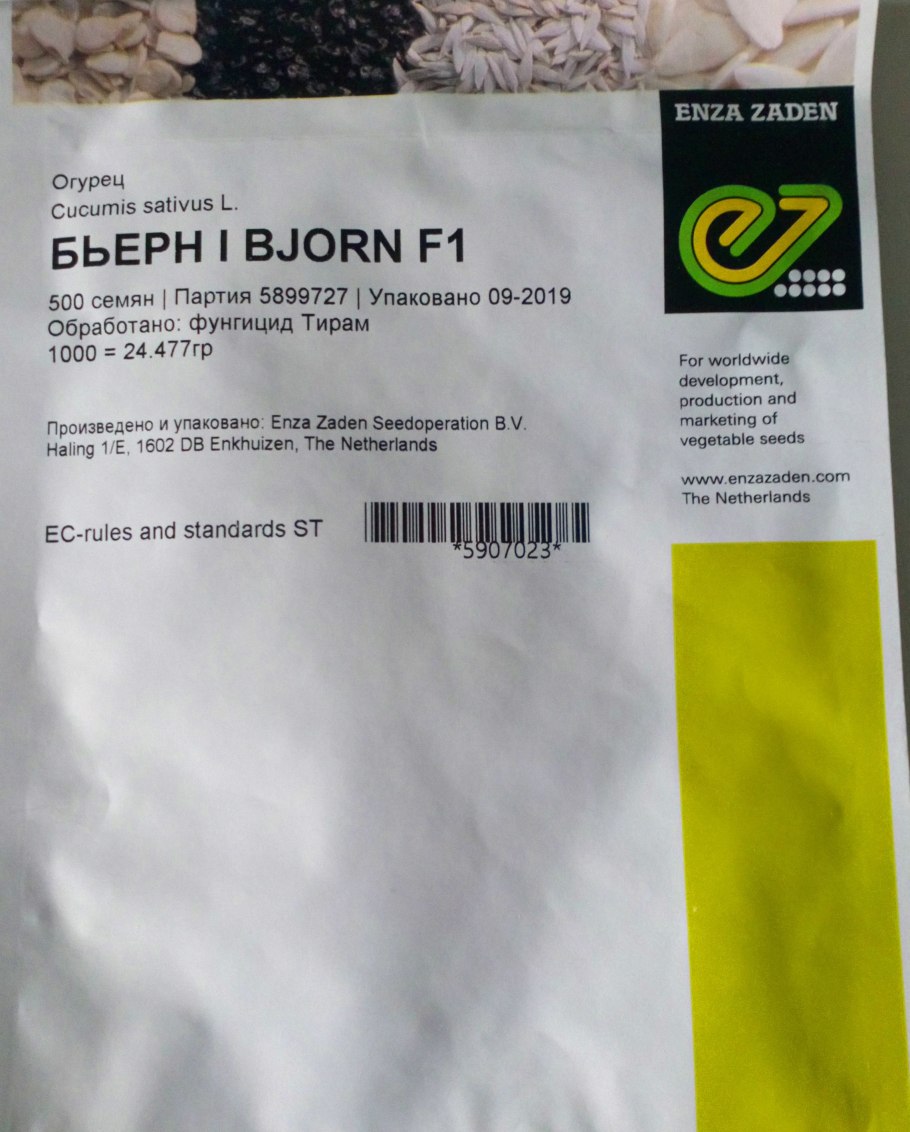 ENZA ZADEN
Огурец
Cucumis sativus L.
БЬЕРН I BJORN F1
500 семян | Партия 5899727 | Упаковано 09-2019
Обработано: фунгицид Тирам
1000 = 24.477гр
Произведено и упаковано: Enza Zaden Seedoperation B.V.
Haling 1/E, 1602 DB Enkhuizen, The Netherlands
EC-rules and standards ST
*5907023*
For worldwide
development,
production and
marketing of
vegetable seeds
www.enzazaden.com
The Netherlands